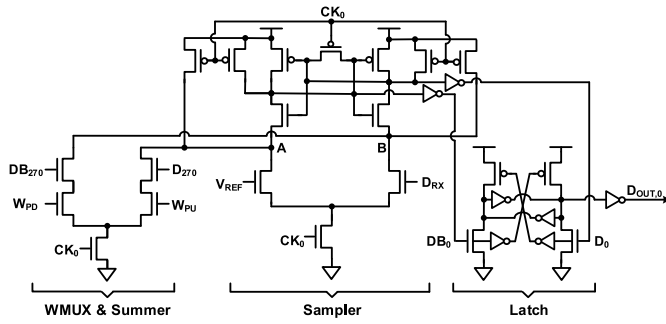 CK0
A
B
DB270
D270
WPD
WPU
VREF
DRX
CK0
CK0
DB0
D0
DOUT,0
WMUX & Summer
Sampler
Latch